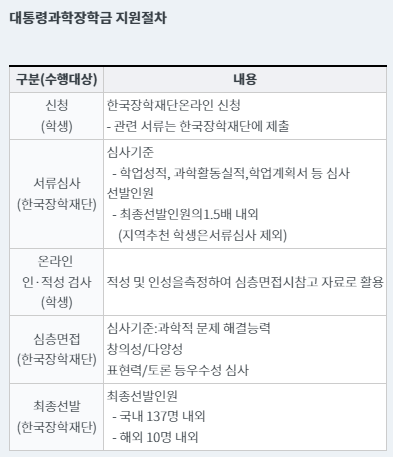 대통령과학장학금 지원절차
구분(수행대상) 내용
신청
(학생)
한국장학재단온라인 신청
- 관련 서류는 한국장학재단에 제출
서류심사
(한국장학재단)
심사기준
- 학업성적, 과학활동실적,학업계획서 등 심사
선발인원
- 최종선발인원의1.5배 내외
(지역추천 학생은서류심사 제외)
온라인
인·적성 검사
(학생)
적성 및 인성을측정하여 심층면접시참고 자료로 활용
심층면접
(한국장학재단)
심사기준:과학적 문제 해결능력
창의성/다양성
표현력/토론 등우수성 심사
최종선발
(한국장학재단)
최종선발인원
- 국내 137명 내외
- 해외 10명 내외